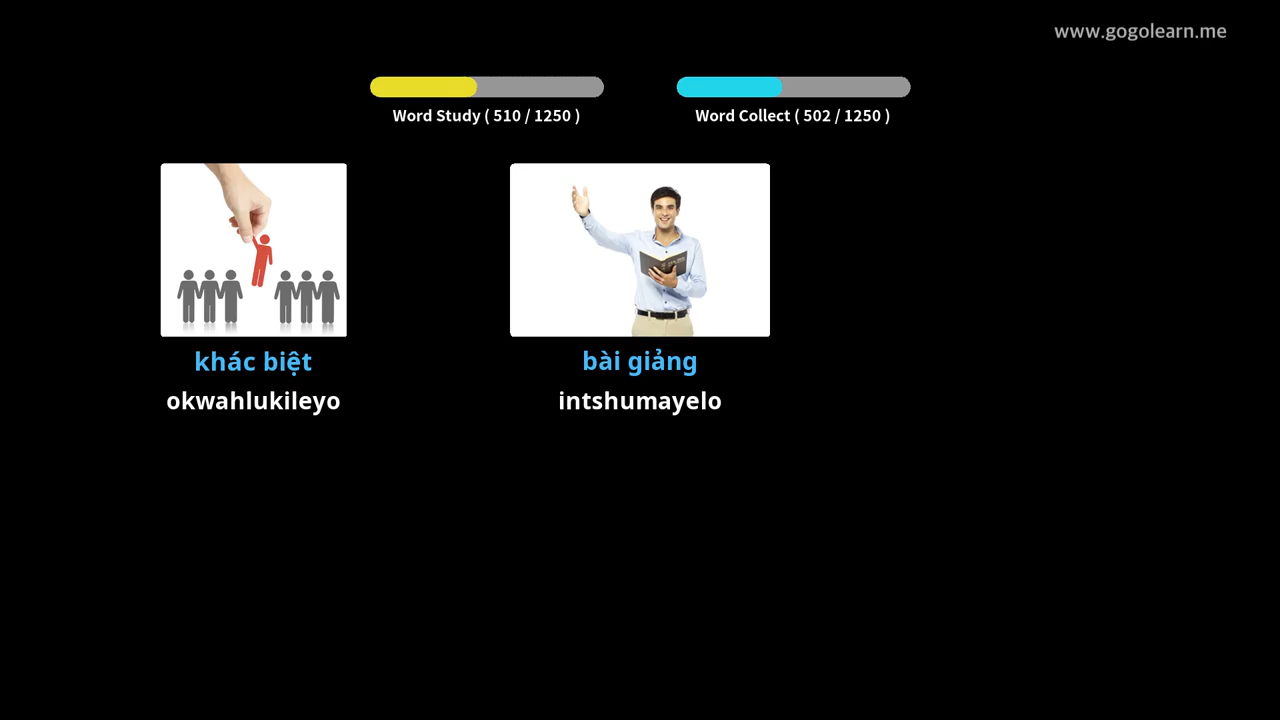 www.gogolearn.me
Word Study ( 510 / 1250 )
Word Collect ( 502 / 1250 )
khác biệt
okwahlukileyo
bài giảng
intshumayelo